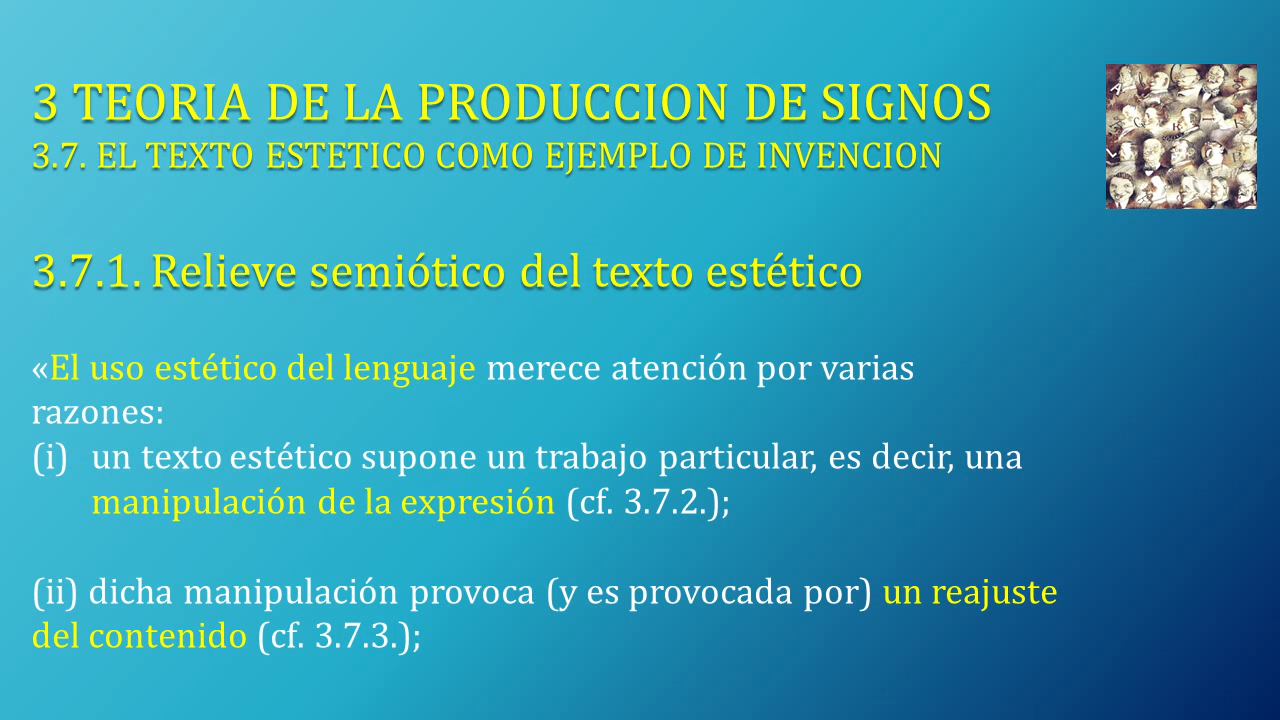 3 TEORIA DE LA PRODUCCION DE SIGNOS
3.7. EL TEXTO ESTETICO COMO EJEMPLO DE INVENCION
3.7.1. Relieve semiótico del texto estético
«El uso estético del lenguaje merece atención por varias
razones:
(i) un texto estético supone un trabajo particular, es decir, una
manipulación de la expresión (cf. 3.7.2.);
(ii) dicha manipulación provoca (y es provocada por) un reajuste
del contenido (cf. 3.7.3.);